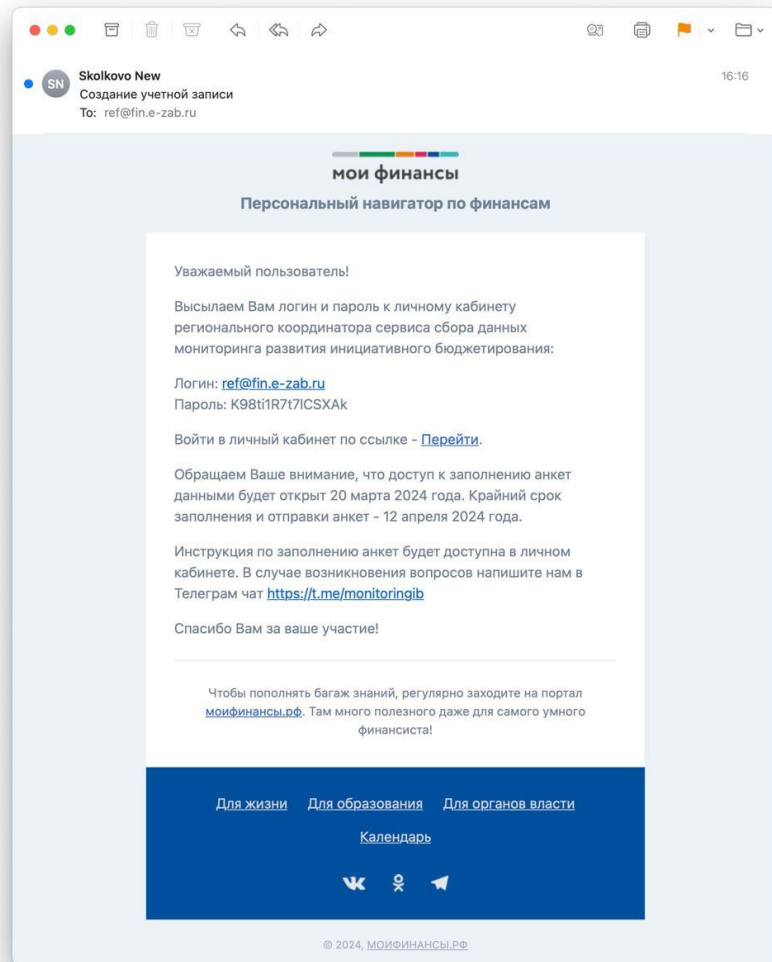 SN
Skolkovo New
16:16
Создание учетной записи
To: ref@fin.e-zab.ru
мои финансы
Персональный навигатор по финансам
Уважаемый пользователь!
Высылаем Вам логин и пароль к личному кабинету
регионального координатора сервиса сбора данных
мониторинга развития инициативного бюджетирования:
Логин: ref@fin.e-zab.ru
Пароль: K98ti1R7t7lCSXAk
Войти в личный кабинет по ссылке - Перейти.
Обращаем Ваше внимание, что доступ к заполнению анкет
данными будет открыт 20 марта 2024 года. Крайний срок
заполнения и отправки анкет - 12 апреля 2024 года.
Инструкция по заполнению анкет будет доступна в личном
кабинете. В случае возникновения вопросов напишите нам в
Телеграм чат https://t.me/monitoringib
Спасибо Вам за ваше участие!
Чтобы пополнять багаж знаний, регулярно заходите на портал
моифинансы.рф. Там много полезного даже для самого умного
финансиста!
Для жизни Для образования Для органов власти
Календарь
© 2024, МОИФИНАНСЫ.РФ